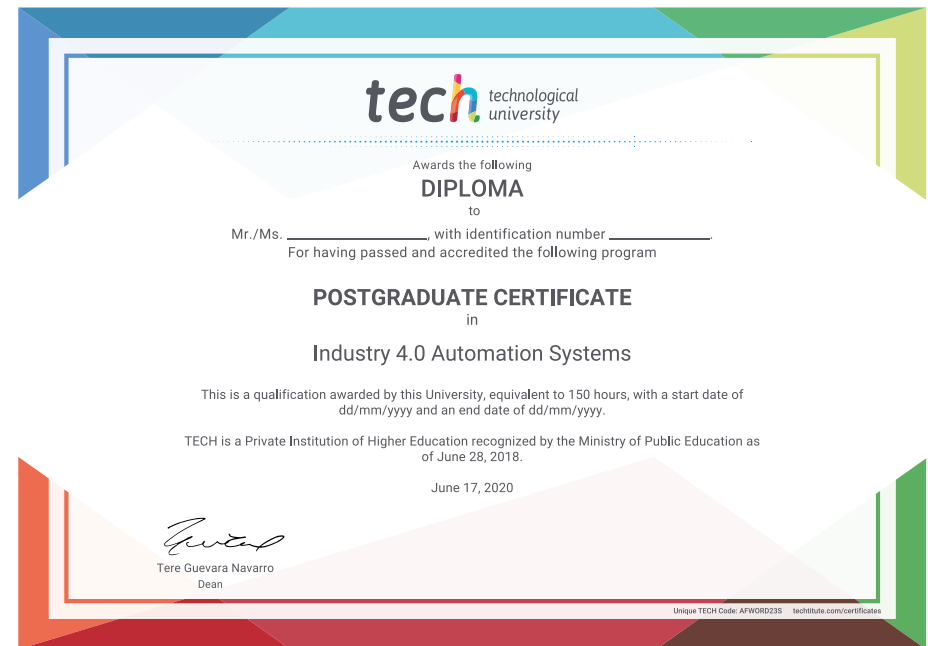 tech technological
university
Awards the following
DIPLOMA
to
Mr./Ms. ____________________, with identification number ______________.
For having passed and accredited the following program
POSTGRADUATE CERTIFICATE
in
Industry 4.0 Automation Systems
This is a qualification awarded by this University, equivalent to 150 hours, with a start date of
dd/mm/yyyy and an end date of dd/mm/yyyy.
TECH is a Private Institution of Higher Education recognized by the Ministry of Public Education as
of June 28, 2018.
June 17, 2020
Tere Guevara Navarro
Dean
Unique TECH Code: AFWORD23S techtitute.com/certificates